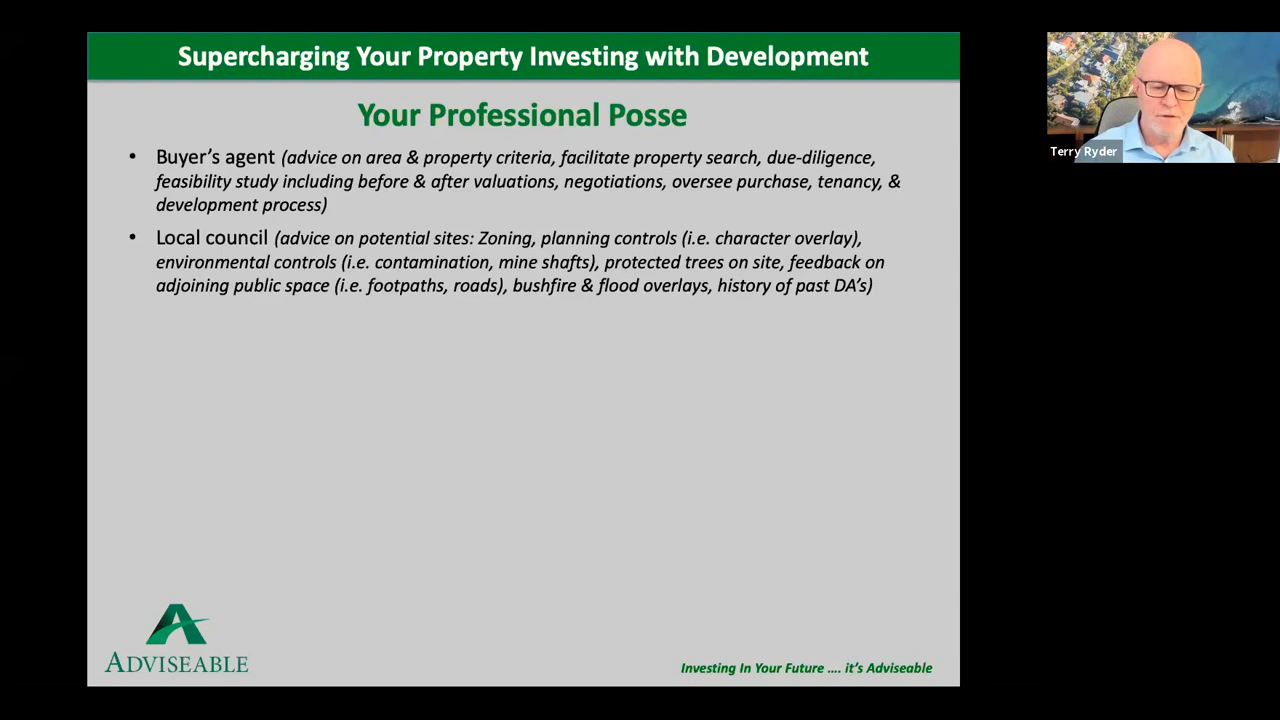 Supercharging Your Property Investing with Development
Your Professional Posse
• Buyer’s agent (advice on area & property criteria, facilitate property search, due-diligence,
feasibility study including before & after valuations, negotiations, oversee purchase, tenancy, &
development process)
• Local council (advice on potential sites: Zoning, planning controls (i.e. character overlay),
environmental controls (i.e. contamination, mine shafts), protected trees on site, feedback on
adjoining public space (i.e. footpaths, roads), bushfire & flood overlays, history of past DA’s)
ADVISEABLE
Investing In Your Future .... it’s Adviseable
Terry Ryder